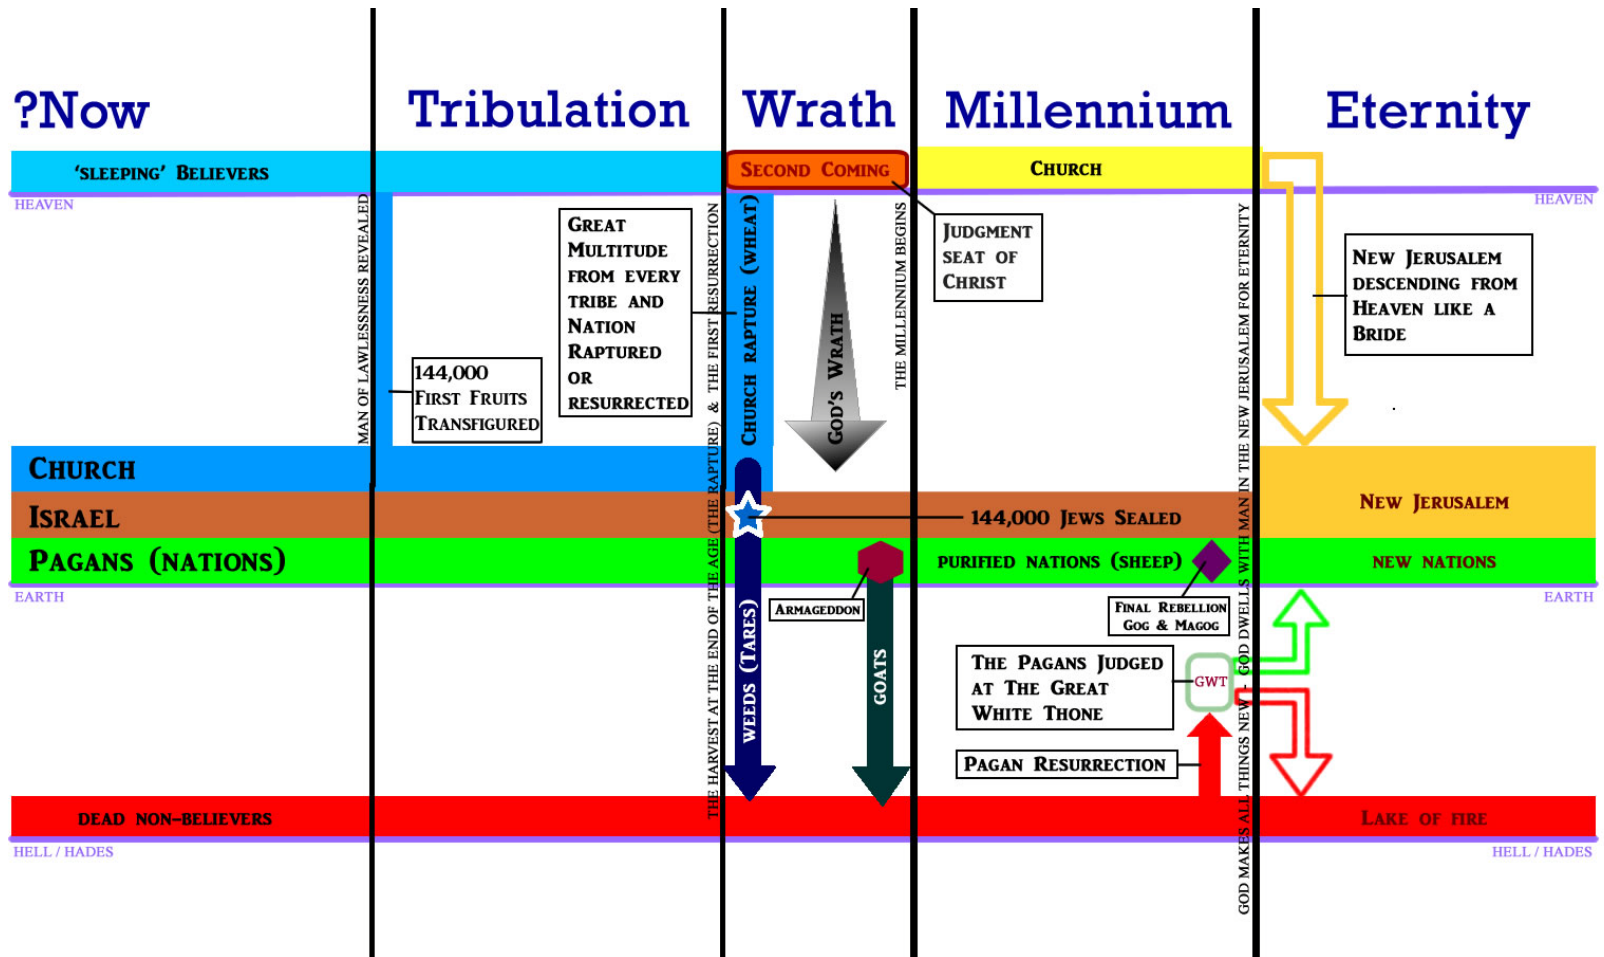 ?Now
Tribulation
Wrath
Millennium
Eternity
'SLEEPING' BELIEVERS
SECOND COMING
CHURCH
HEAVEN
HEAVEN
MAN OF LAWLESSNESS REVEALED
144,000
FIRST FRUITS
TRANSFIGURED
GREAT
MULTITUDE
FROM EVERY
TRIBE AND
NATION
RAPTURED
OR
RESURRECTED
THE HARVEST AT THE END OF THE AGE (THE RAPTURE) & THE FIRST RESURRECTION
CHURCH RAPTURE (WHEAT)
GOD'S WRATH
THE MILLENNIUM BEGINS
JUDGMENT
SEAT OF
CHRIST
GOD MAKES ALL THINGS NEW - GOD DWELLS WITH MAN IN THE NEW JERUSALEM FOR ETERNITY
NEW JERUSALEM
DESCENDING FROM
HEAVEN LIKE A
BRIDE
CHURCH
ISRAEL
144,000 JEWS SEALED
NEW JERUSALEM
PAGANS (NATIONS)
PURIFIED NATIONS (SHEEP)
NEW NATIONS
EARTH
EARTH
WEEDS (TARES)
ARMAGEDDON
GOATS
FINAL REBELLION
GOG & MAGOG
THE PAGANS JUDGED
AT THE GREAT
WHITE THONE
GWT
PAGAN RESURRECTION
DEAD NON-BELIEVERS
LAKE OF FIRE
HELL / HADES
HELL / HADES